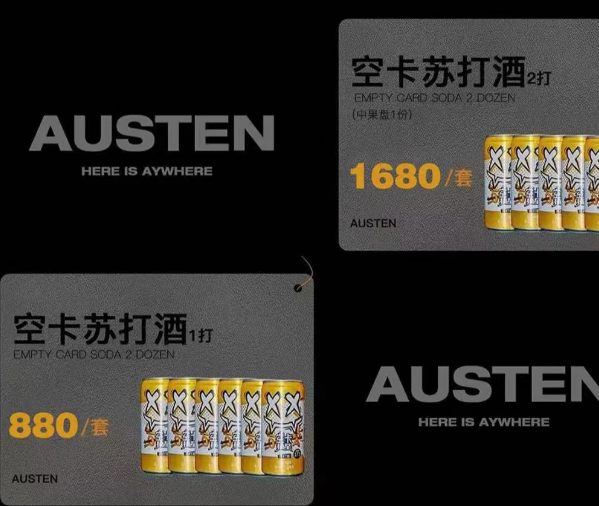 AUSTEN
HERE IS AYWHERE
空卡苏打酒2打
EMPTY CARD SODA 2 DOZEN
(中果盘1份)
1680/套
AUSTEN
空卡苏打酒1打
EMPTY CARD SODA 2 DOZEN
880/套
AUSTEN
AUSTEN
HERE IS AYWHERE